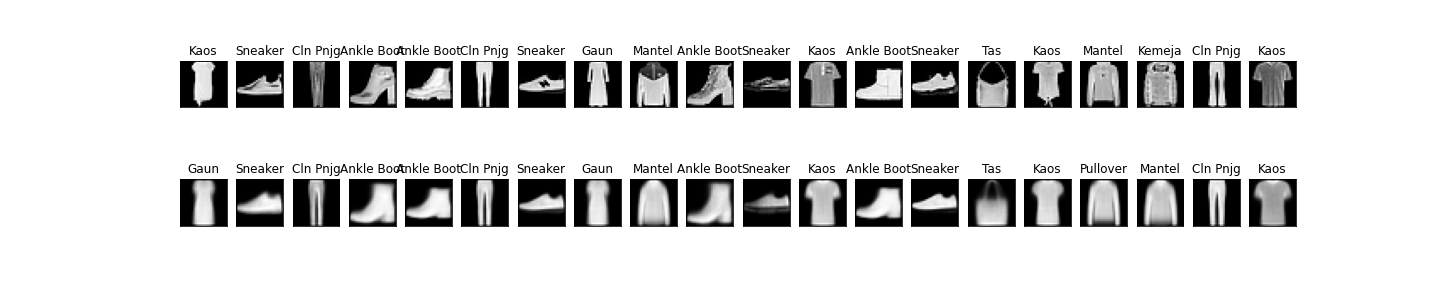 Kaos Sneaker Cln Pnjg Ankle Boot Ankle Boot Cln Pnjg Sneaker Gaun Mantel Ankle Boot Sneaker Kaos Ankle Boot Sneaker Tas Kaos Mantel Kemeja Cln Pnjg Kaos
Gaun Sneaker Cln Pnjg Ankle Boot Ankle Boot Cln Pnjg Sneaker Gaun Mantel Ankle Boot Sneaker Kaos Ankle Boot Sneaker Tas Kaos Pullover Mantel Cln Pnjg Kaos